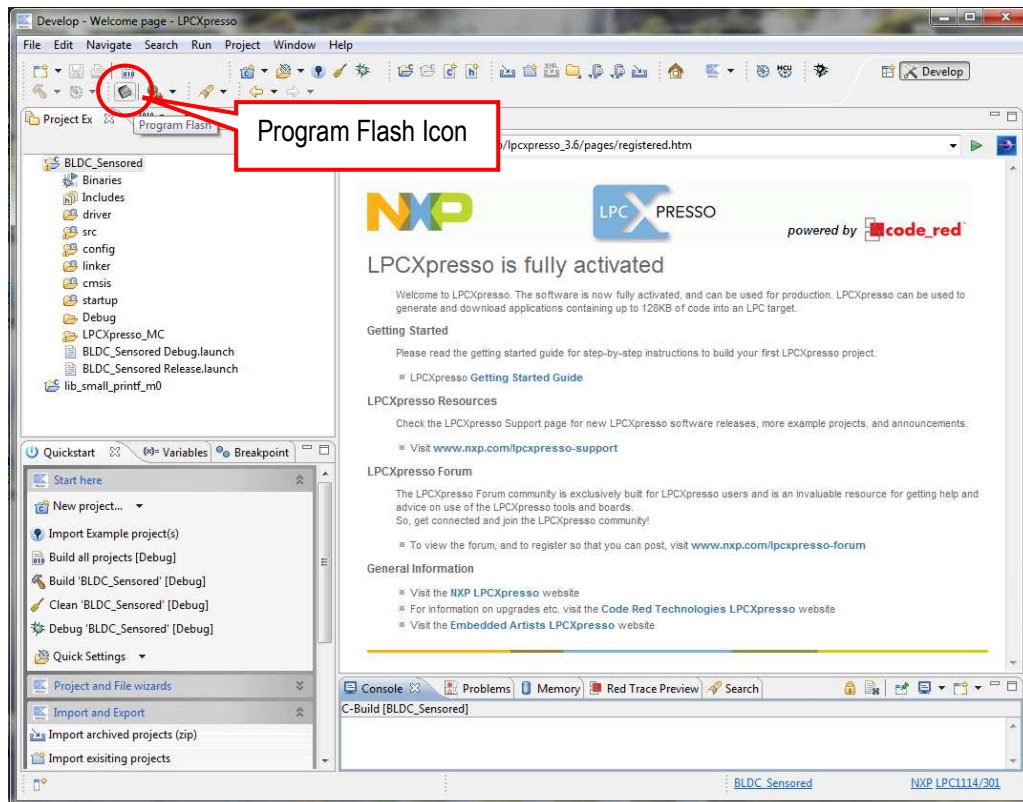 Develop - Welcome page - LPCXpresso
File Edit Navigate Search Run Project Window Help
Develop
Project Ex
Program Flash
Program Flash Icon
/lpcxpresso_3.6/pages/registered.htm
BLDC_Sensored
Binaries
Includes
driver
src
config
linker
cmsis
startup
Debug
LPCXpresso_MC
BLDC_Sensored Debug.launch
BLDC_Sensored Release.launch
lib_small_printf_m0
NXP
LPC XPRESSO
powered by code_red
LPCXpresso is fully activated
Welcome to LPCXpresso. The software is now fully activated, and can be used for production. LPCXpresso can be used to
generate and download applications containing up to 128KB of code into an LPC target.
Getting Started
Please read the getting started guide for step-by-step instructions to build your first LPCXpresso project.
LPCXpresso Getting Started Guide
LPCXpresso Resources
Check the LPCXpresso Support page for new LPCXpresso software releases, more example projects, and announcements.
Visit www.nxp.com/lpcxpresso-support
LPCXpresso Forum
The LPCXpresso Forum community is exclusively built for LPCXpresso users and is an invaluable resource for getting help and
advice on use of the LPCXpresso tools and boards.
So, get connected and join the LPCXpresso community!
To view the forum, and to register so that you can post, visit www.nxp.com/lpcxpresso-forum
General Information
Visit the NXP LPCXpresso website
For information on upgrades etc. visit the Code Red Technologies LPCXpresso website
Visit the Embedded Artists LPCXpresso website
Quickstart (x)= Variables Breakpoint
Start here
New project...
Import Example project(s)
Build all projects [Debug]
Build 'BLDC_Sensored' [Debug]
Clean 'BLDC_Sensored' [Debug]
Debug 'BLDC_Sensored' [Debug]
Quick Settings
Project and File wizards
Import and Export
Import archived projects (zip)
Import exisiting projects
Console Problems Memory Red Trace Preview Search
C-Build [BLDC_Sensored]
BLDC_Sensored NXP LPC1114/301